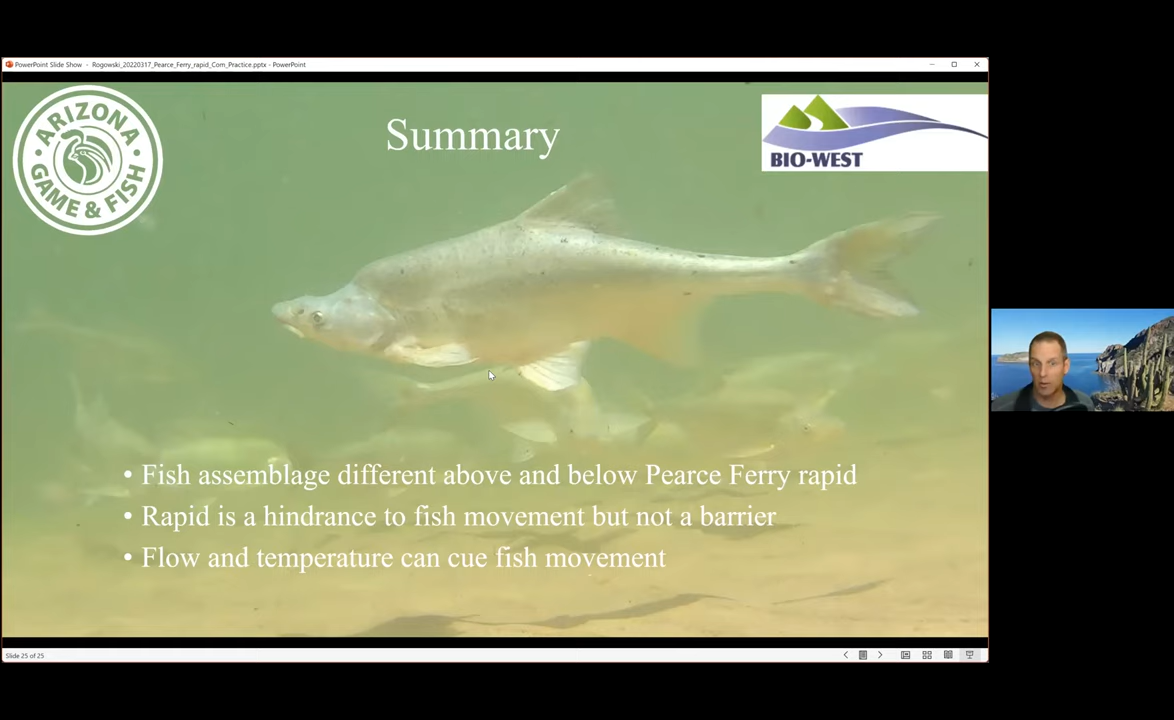 PowerPoint Slide Show - Rogowski_20220317_Pearce_Ferry_rapid_Com_Practice.pptx - PowerPoint
ARIZONA
GAME & FISH
Summary
BIO-WEST
• Fish assemblage different above and below Pearce Ferry rapid
• Rapid is a hindrance to fish movement but not a barrier
• Flow and temperature can cue fish movement
Slide 25 of 25